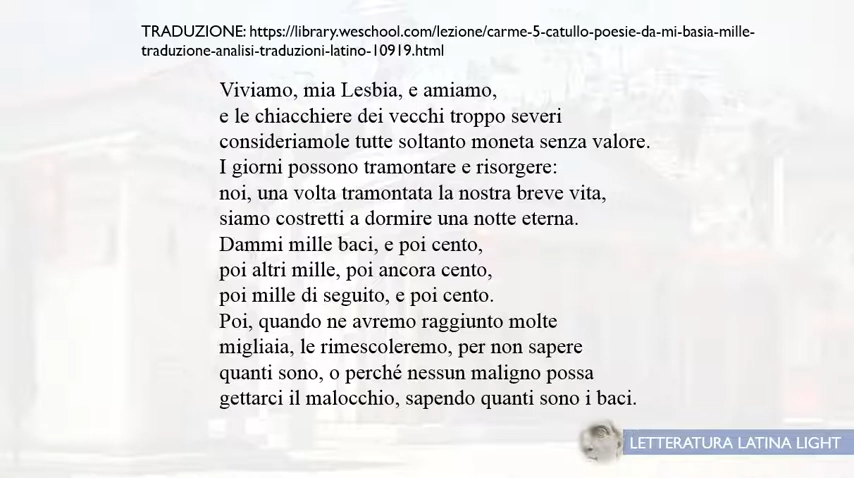 TRADUZIONE: https://library.weschool.com/lezione/carme-5-catullo-poesie-da-mi-basia-mille-
traduzione-analisi-traduzioni-latino-10919.html
Viviamo, mia Lesbia, e amiamo,
e le chiacchiere dei vecchi troppo severi
consideriamole tutte soltanto moneta senza valore.
I giorni possono tramontare e risorgere:
noi, una volta tramontata la nostra breve vita,
siamo costretti a dormire una notte eterna.
Dammi mille baci, e poi cento,
poi altri mille, poi ancora cento,
poi mille di seguito, e poi cento.
Poi, quando ne avremo raggiunto molte
migliaia, le rimescoleremo, per non sapere
quanti sono, o perché nessun maligno possa
gettarci il malocchio, sapendo quanti sono i baci.
LETTERATURA LATINA LIGHT